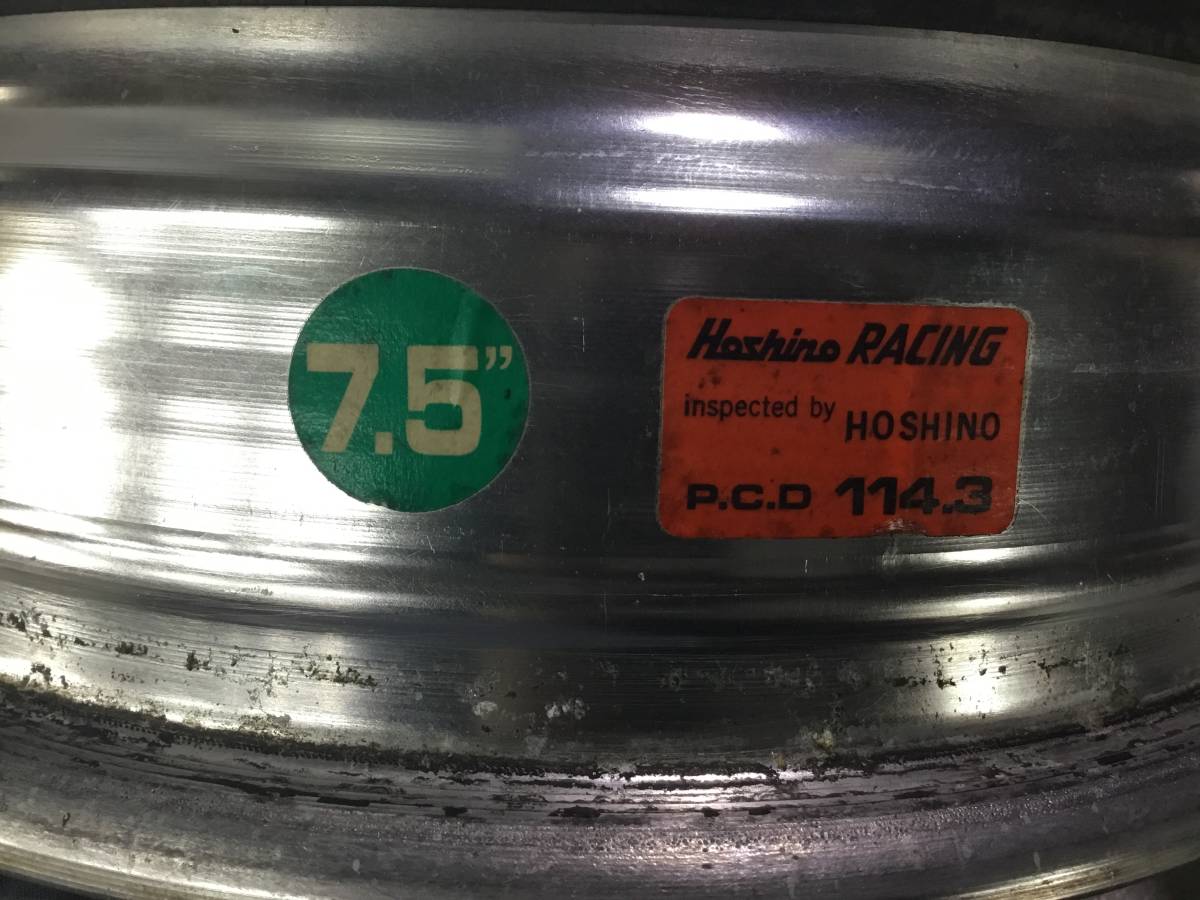 7.5”
Hoshino RACING
inspected by HOSHINO
P.C.D 114.3